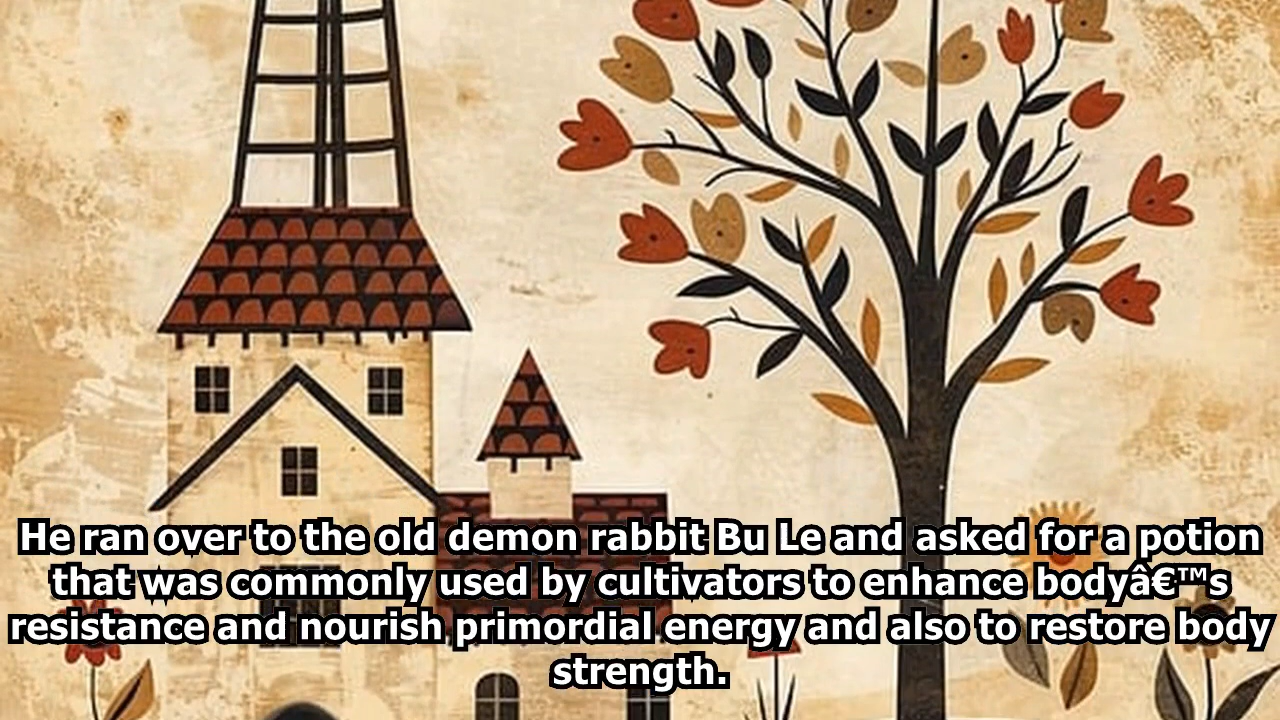 He ran over to the old demon rabbit Bu Le and asked for a potion
that was commonly used by cultivators to enhance bodyâ€™s
resistance and nourish primordial energy and also to restore body
strength.